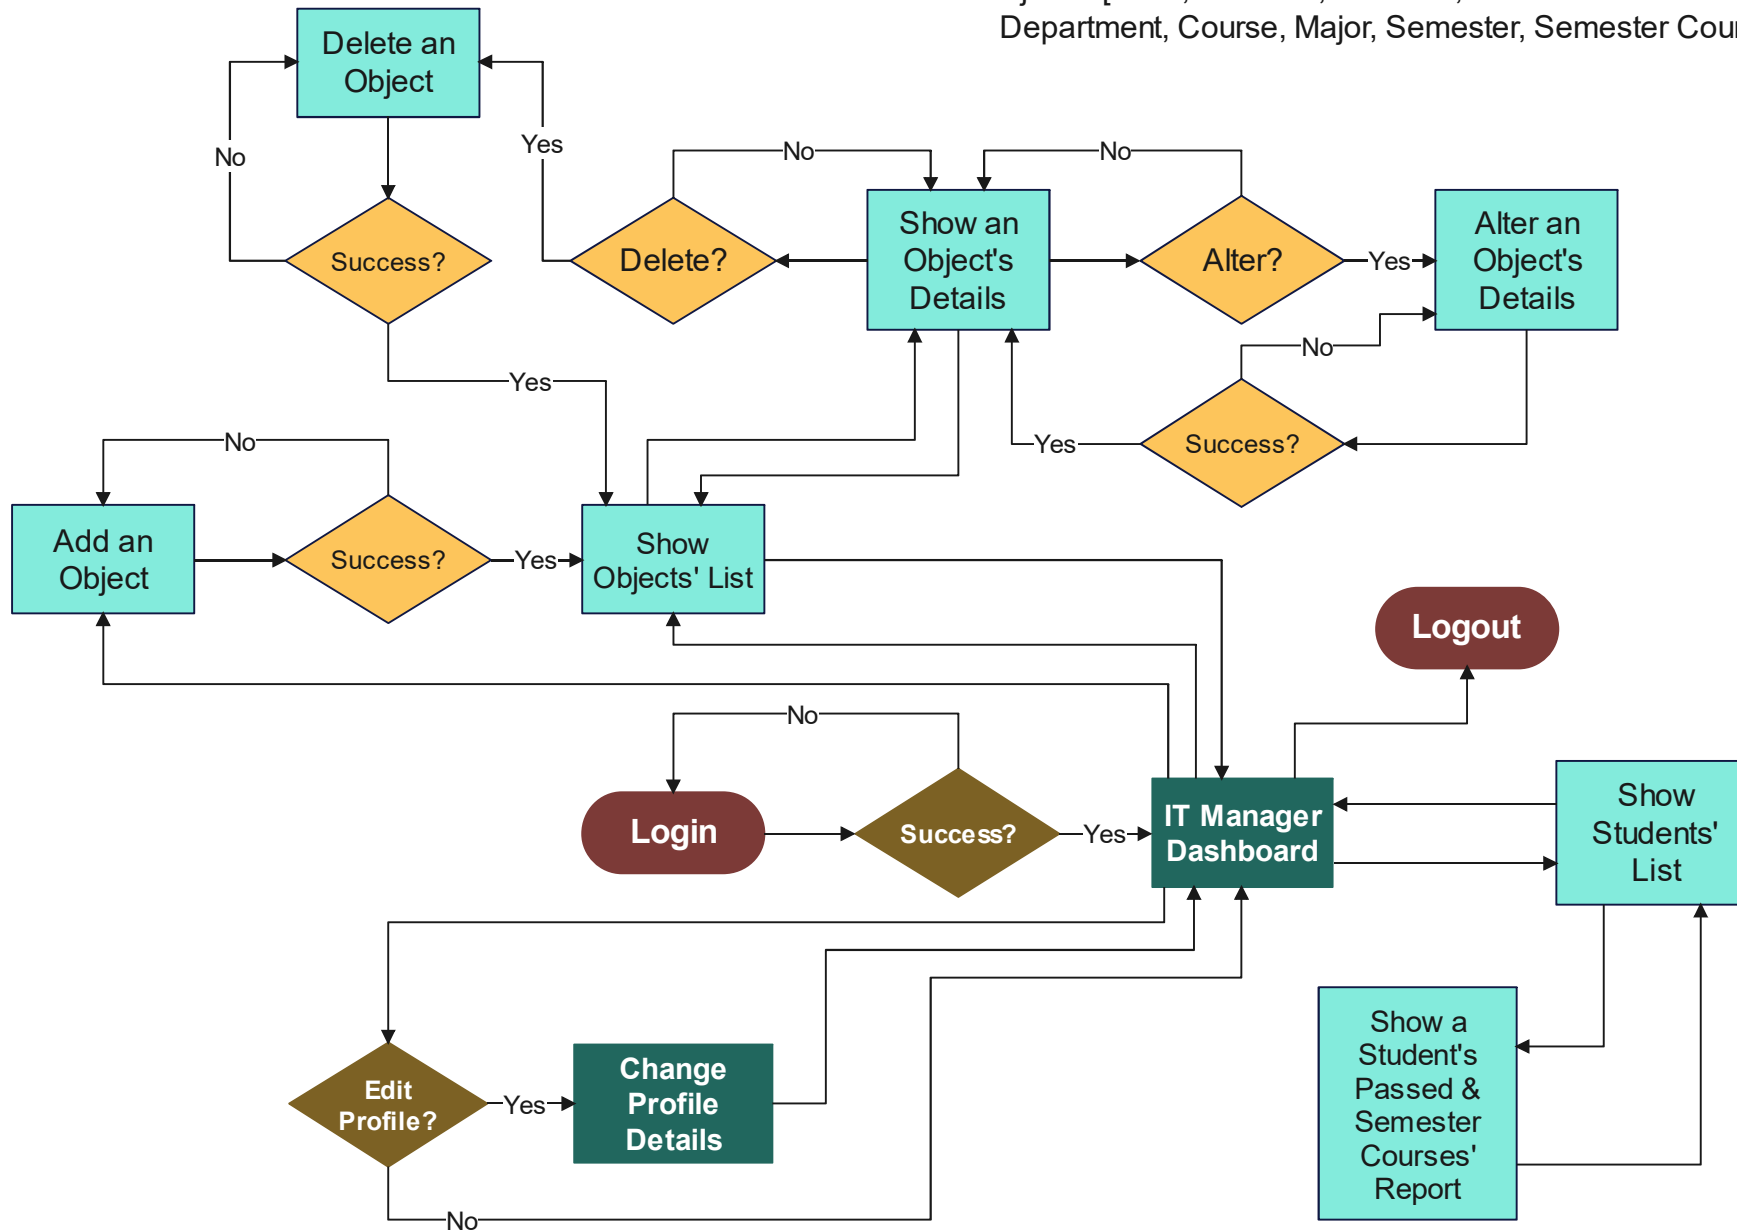 Department, Course, Major, Semester, Semester
Delete an
Object
No
Yes
Success?
Delete?
No
Show an
Object's
Details
No
Alter?
Yes
Alter an
Object's
Details
No
Success?
Yes
Yes
No
Add an
Object
Success?
Yes
Show
Objects' List
Logout
No
Login
Success?
Yes
IT Manager
Dashboard
Show
Students'
List
Edit
Profile?
Yes
Change
Profile
Details
No
Show a
Student's
Passed &
Semester
Courses'
Report